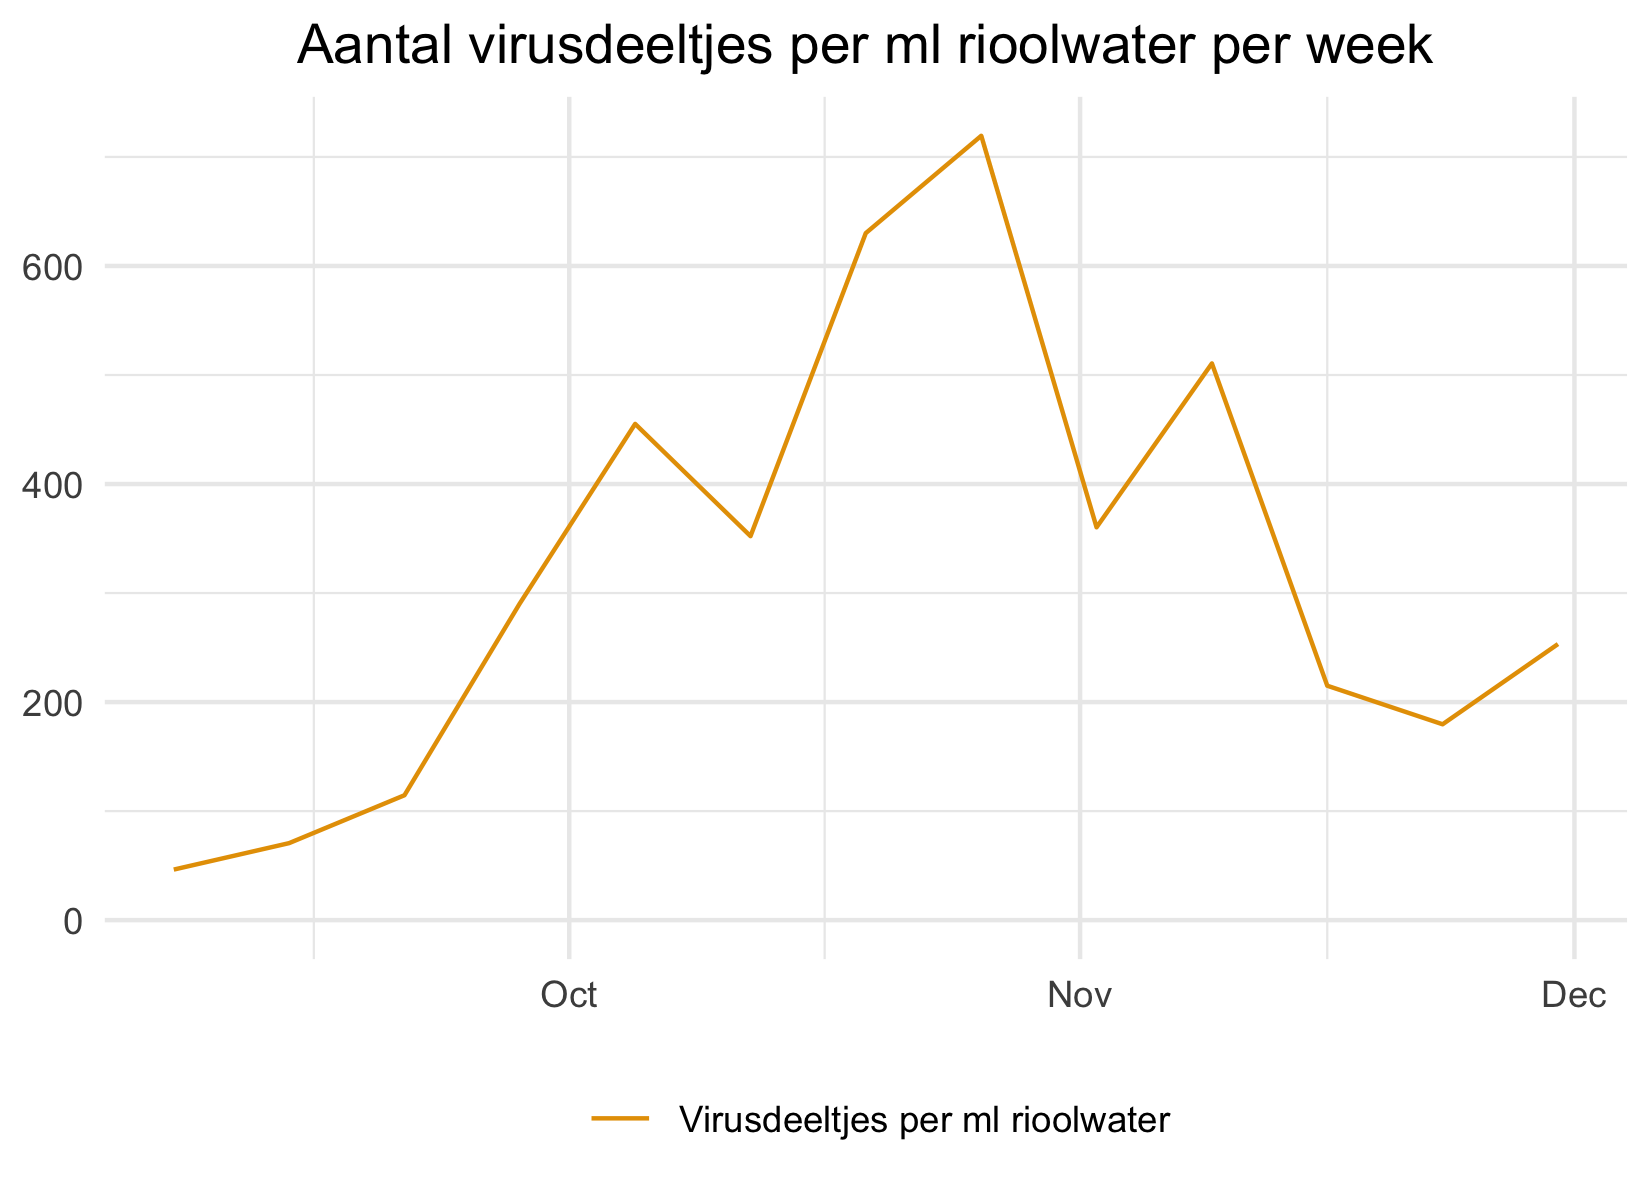 Aantal virusdeeltjes per ml rioolwater per week
600
400
200
0
Oct Nov Dec
Virusdeeltjes per ml rioolwater